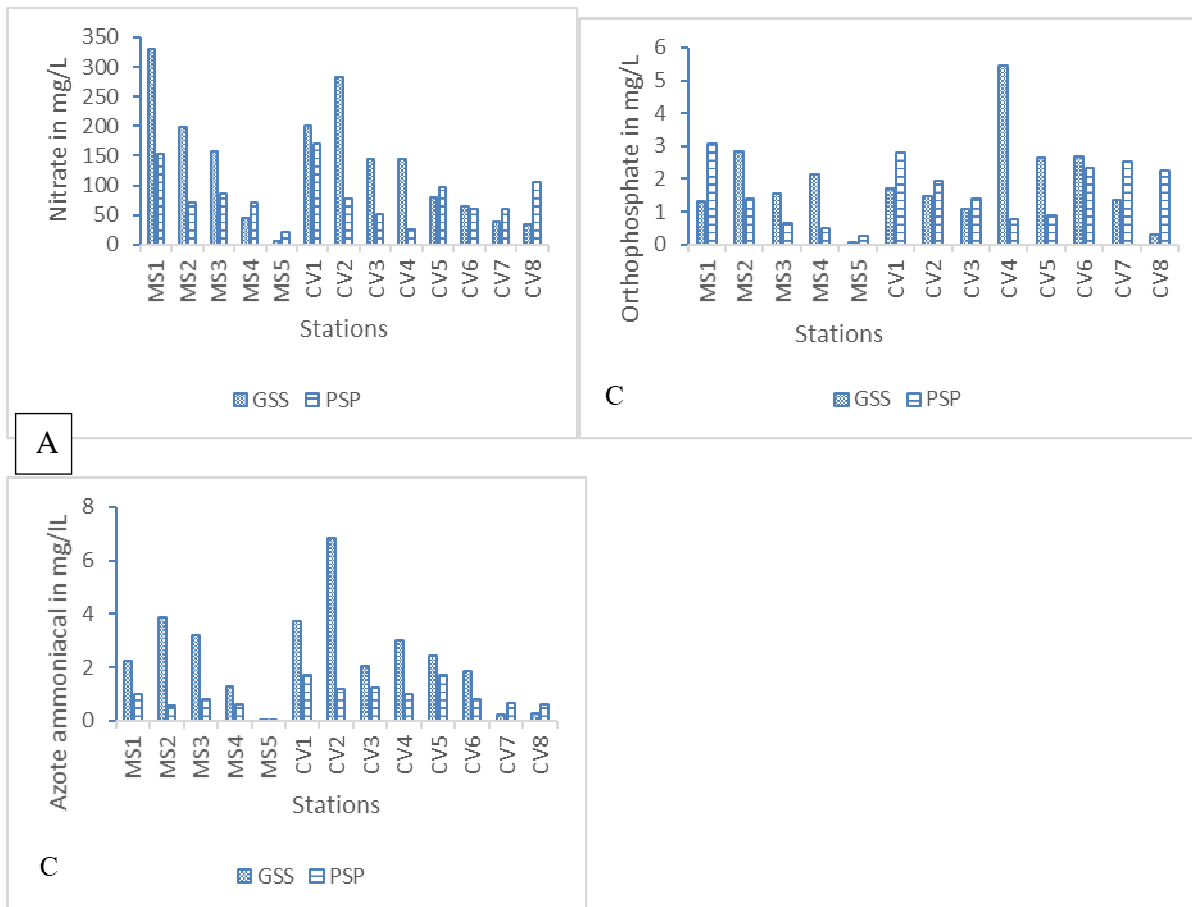 Nitrate in mg/L
350
300
250
200
150
100
50
0
MS1 MS2 MS3 MS4 MS5 CV1 CV2 CV3 CV4 CV5 CV6 CV7 CV8
Stations
GSS PSP
A
Orthophosphate in mg/L
6
5
4
3
2
1
0
MS1 MS2 MS3 MS4 MS5 CV1 CV2 CV3 CV4 CV5 CV6 CV7 CV8
Stations
C
GSS PSP
Azote ammoniacal in mg/lL
8
6
4
2
0
MS1 MS2 MS3 MS4 MS5 CV1 CV2 CV3 CV4 CV5 CV6 CV7 CV8
Stations
C
GSS PSP